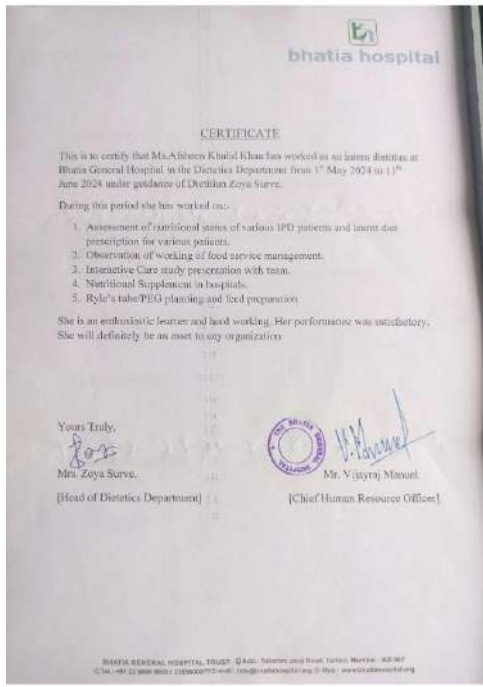 bhatia hospital
CERTIFICATE
This is to certify that Ms.Afsheen Khalid Khan has worked as an intern dietitian at
Bhatia General Hospital in the Dietetics Department from 1st May 2024 to 11th
June 2024 under guidance of Dietitian Zoya Surve.
During this period she has worked on:-
1. Assessment of nutritional status of various IPD patients and learnt diet
prescription for various patients.
2. Observation of working of food service management.
3. Interactive Care study presentation with team.
4. Nutritional Supplement in hospitals.
5. Ryle's tube/PEG planning and feed preparation
She is an enthusiastic learner and hard working. Her performance was satisfactory.
She will definitely be an asset to any organization
Yours Truly,
THE BHATIA GENERAL HOSPITAL
Mrs. Zoya Surve.
Mr. Vijayraj Manuel
[Head of Dietetics Department]
[Chief Human Resource Officer]
BHATIA GENERAL HOSPITAL TRUST